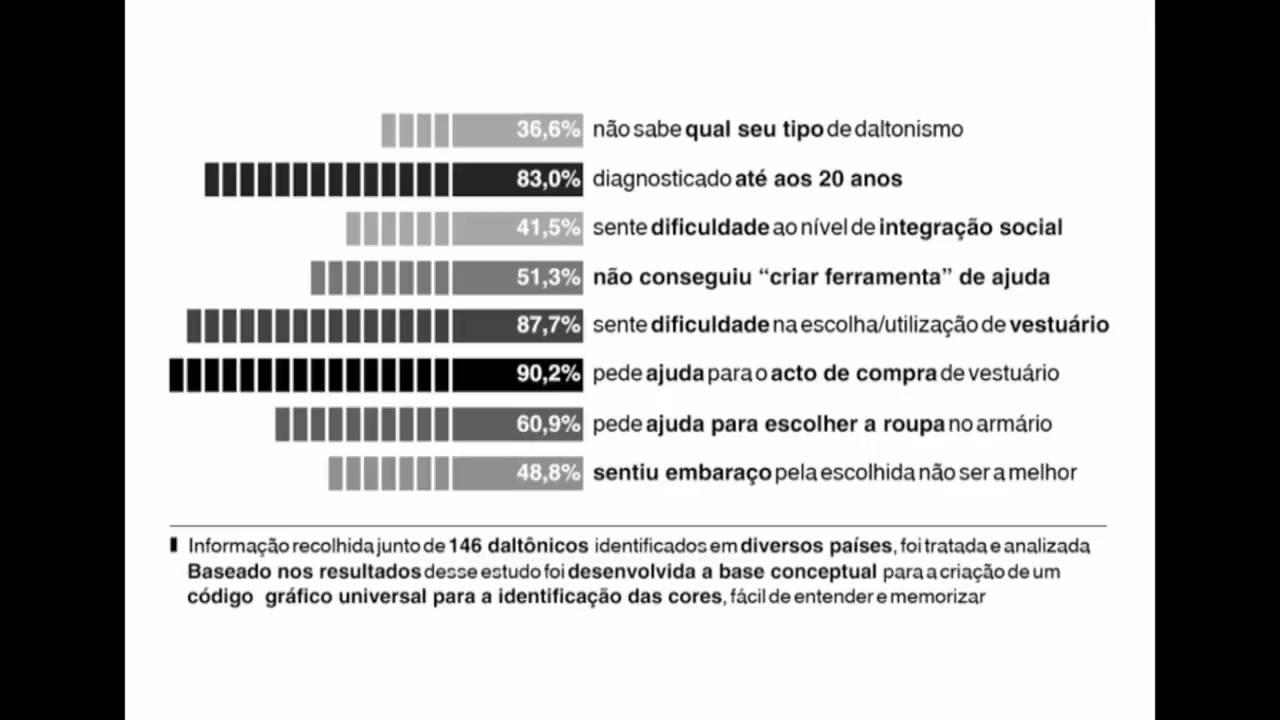 36,6% não sabe qual seu tipo de daltonismo
83,0% diagnosticado até aos 20 anos
41,5% sente dificuldade ao nível de integração social
51,3% não conseguiu “criar ferramenta” de ajuda
87,7% sente dificuldade na escolha/utilização de vestuário
90,2% pede ajuda para o acto de compra de vestuário
60,9% pede ajuda para escolher a roupa no armário
48,8% sentiu embaraço pela escolhida não ser a melhor
Informação recolhida junto de 146 daltônicos identificados em diversos países, foi tratada e analizada
Baseado nos resultados desse estudo foi desenvolvida a base conceptual para a criação de um
código gráfico universal para a identificação das cores, fácil de entender e memorizar